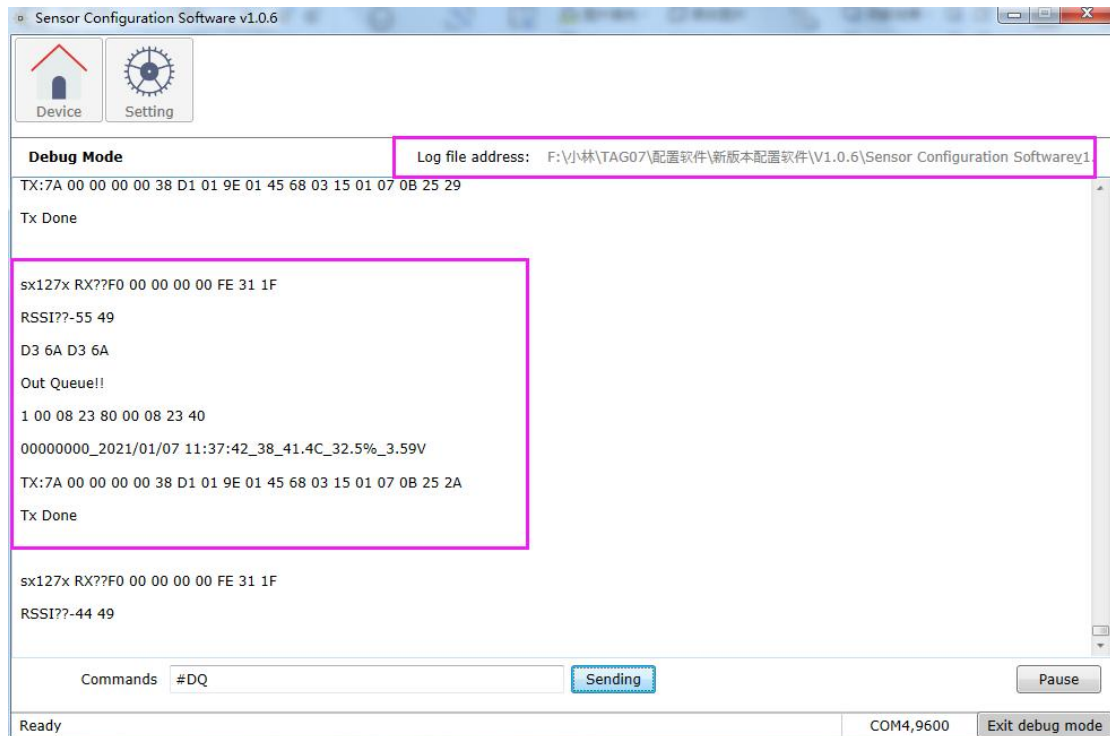 Sensor Configuration Software v1.0.6
Device
Setting
Debug Mode
Log file address: F:\小林\TAG07\配置软件\新版本配置软件\V1.0.6\Sensor Configuration Softwarev1.
TX:7A 00 00 00 00 38 D1 01 9E 01 45 68 03 15 01 07 0B 25 29
Tx Done
sx127x RX??F0 00 00 00 00 FE 31 1F
RSSI??-55 49
D3 6A D3 6A
Out Queue!!
1 00 08 23 80 00 08 23 40
00000000_2021/01/07 11:37:42_38_41.4C_32.5%_3.59V
TX:7A 00 00 00 00 38 D1 01 9E 01 45 68 03 15 01 07 0B 25 2A
Tx Done
sx127x RX??F0 00 00 00 00 FE 31 1F
RSSI??-44 49
Commands #DQ Sending Pause
Ready COM4,9600 Exit debug mode